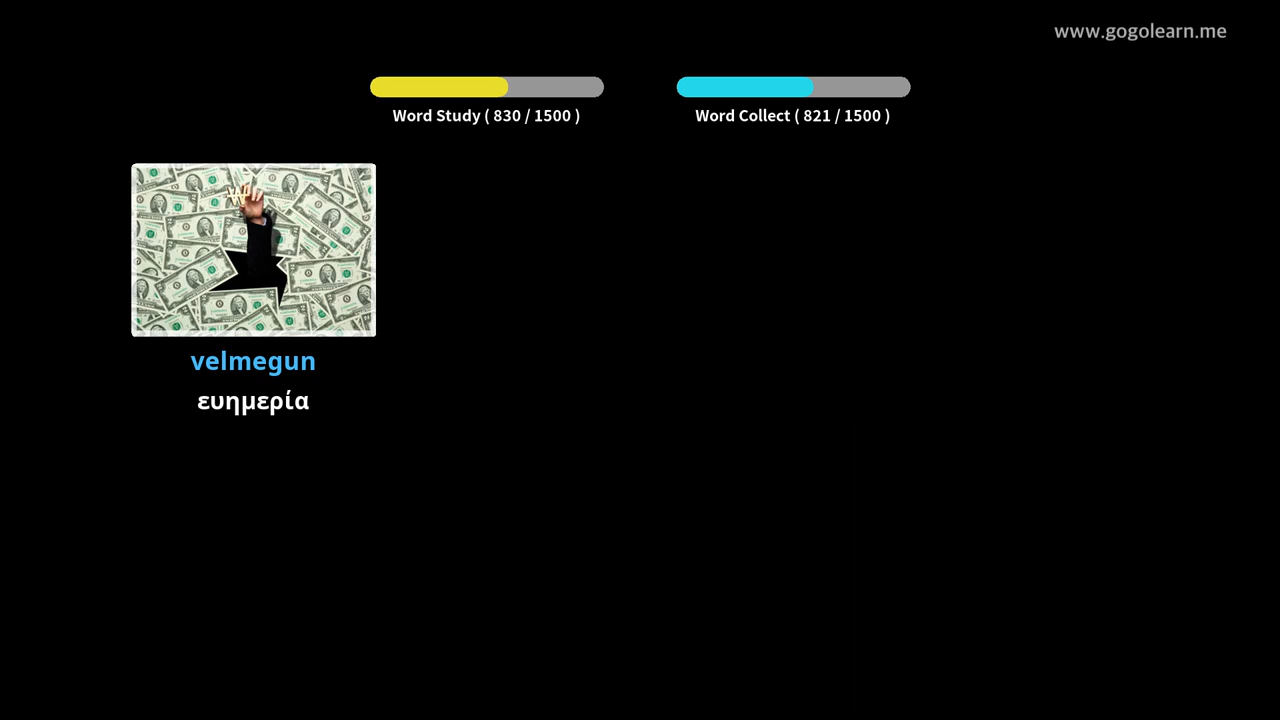 www.gogolearn.me
Word Study ( 830 / 1500 )
Word Collect ( 821 / 1500 )
velmegun
ευημερία